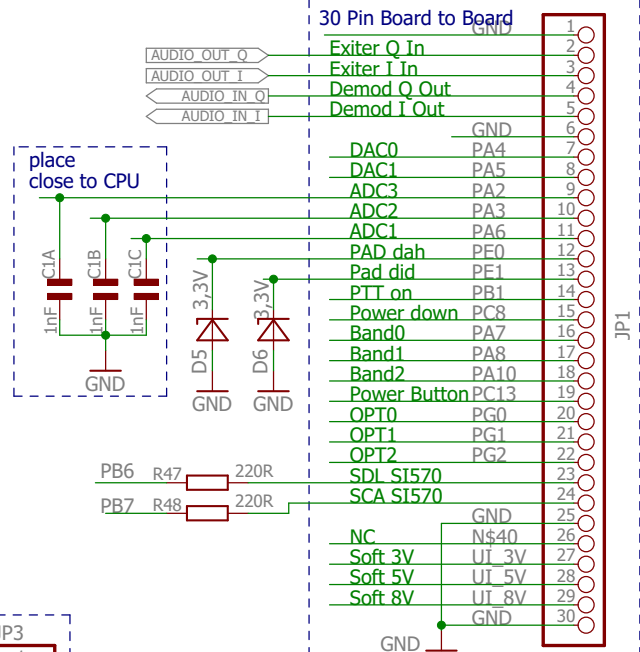 30 Pin Board to Board
GND 1
AUDIO_OUT_Q Exiter Q In 2
AUDIO_OUT_I Exiter I In 3
AUDIO_IN_Q Demod Q Out 4
AUDIO_IN_I Demod I Out 5
GND 6
place
close to CPU
DAC0 PA4 7
DAC1 PA5 8
ADC3 PA2 9
ADC2 PA3 10
ADC1 PA6 11
PAD dah PE0 12
Pad did PE1 13
PTT on PB1 14
Power down PC8 15
Band0 PA7 16
Band1 PA8 17
Band2 PA10 18
Power Button PC13 19
OPT0 PG0 20
OPT1 PG1 21
OPT2 PG2 22
SDL SI570 23
SCA SI570 24
GND 25
NC N$40 26
Soft 3V UI_3V 27
Soft 5V UI_5V 28
Soft 8V UI_8V 29
GND 30
JP1
C1A
1nF
C1B
1nF
C1C
1nF
GND
3,3V
D5
GND
3,3V
D6
GND
PB6 R47 220R
PB7 R48 220R
GND
JP3